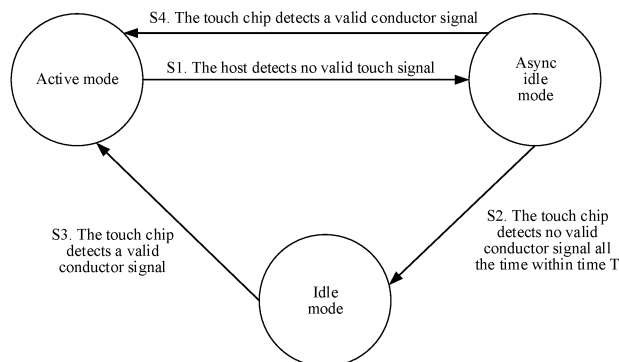 S4. The touch chip detects a valid conductor signal
Active mode
S1. The host detects no valid touch signal
Async
idle
mode
S3. The touch chip
detects a valid
conductor signal
S2. The touch chip
detects no valid
conductor signal all
the time within time T
Idle
mode